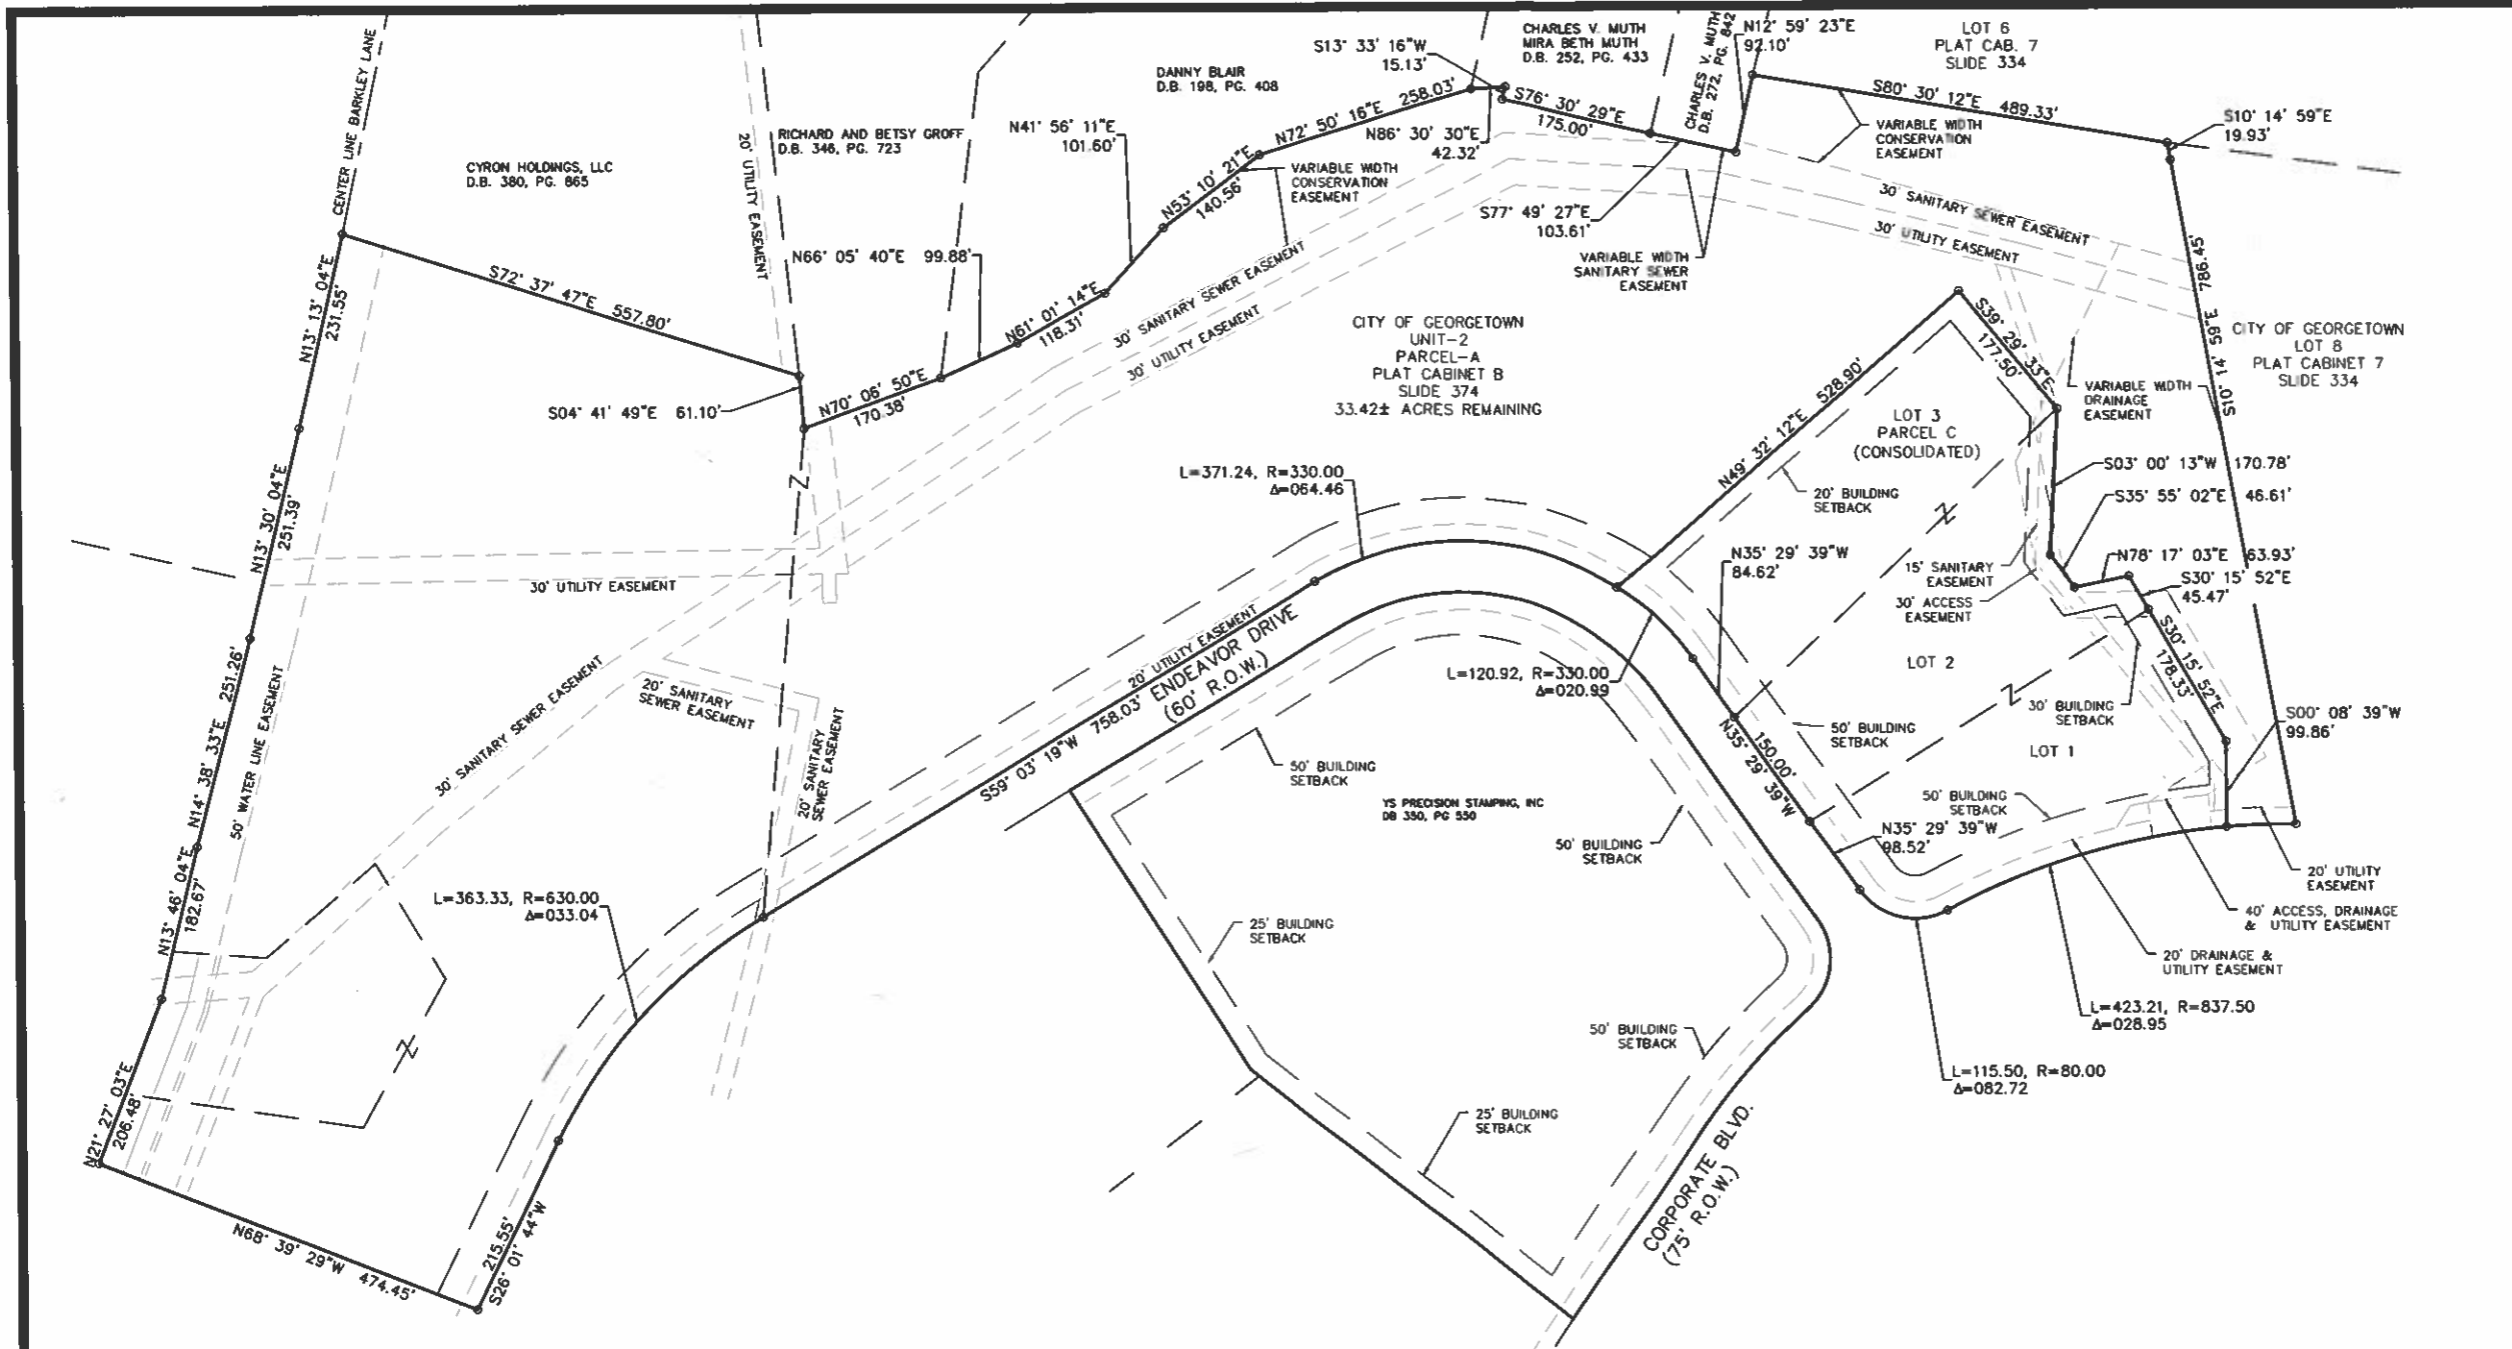 CENTER LINE BARKLEY LANE
CYRON HOLDINGS, LLC
D.B. 380, PG. 865
20' UTILITY EASEMENT
RICHARD AND BETSY GROFF
D.B. 346, PG. 723
DANNY BLAIR
D.B. 198, PG. 408
S13° 33' 16"W
15.13'
CHARLES V. MUTH
MIRA BETH MUTH
D.B. 252, PG. 433
CHARLES V. MUTH
D.B. 272, PG. 842
N12° 59' 23"E
92.10'
LOT 6
PLAT CAB. 7
SLIDE 334
S80° 30' 12"E 489.33'
S10° 14' 59"E
19.93'
VARIABLE WIDTH
CONSERVATION
EASEMENT
N41° 56' 11"E
101.60'
N72° 50' 16"E 258.03'
N86° 30' 30"E
42.32'
S76° 30' 29"E
175.00'
N53° 10' 21"E
140.56'
VARIABLE WIDTH
CONSERVATION
EASEMENT
S77° 49' 27"E
103.61'
VARIABLE WIDTH
SANITARY SEWER
EASEMENT
30' SANITARY SEWER EASEMENT
30' UTILITY EASEMENT
N66° 05' 40"E 99.88'
N61° 01' 14"E
118.31'
30' SANITARY SEWER EASEMENT
30' UTILITY EASEMENT
N13° 13' 04"E
231.55'
S72° 37' 47"E 557.80'
S04° 41' 49"E 61.10'
N70° 06' 50"E
170.38'
CITY OF GEORGETOWN
UNIT-2
PARCEL-A
PLAT CABINET 8
SLIDE 374
33.42± ACRES REMAINING
S10° 14' 59"E 786.45'
CITY OF GEORGETOWN
LOT 8
PLAT CABINET 7
SLIDE 334
S39° 29' 33"E
177.50'
VARIABLE WIDTH
DRAINAGE
EASEMENT
N49° 32' 12"E 528.90'
LOT 3
PARCEL C
(CONSOLIDATED)
S03° 00' 13"W 170.78'
S35° 55' 02"E 46.61'
20' BUILDING
SETBACK
L=371.24, R=330.00
Δ=064.46
N13° 30' 04"E
251.39'
Z
Z
30' UTILITY EASEMENT
N35° 29' 39"W
84.62'
15' SANITARY
EASEMENT
30' ACCESS
EASEMENT
N78° 17' 03"E 63.93'
S30° 15' 52"E
45.47'
S30° 15' 52"E
178.33'
20' UTILITY EASEMENT
ENDEAVOR DRIVE
(60' R.O.W.)
S59° 03' 19"W 758.03'
L=120.92, R=330.00
Δ=020.99
LOT 2
Z
30' BUILDING
SETBACK
S00° 08' 39"W
99.86'
N14° 38' 33"E 251.26'
50' WATER LINE EASEMENT
30' SANITARY SEWER EASEMENT
20' SANITARY
SEWER EASEMENT
20' SANITARY
SEWER EASEMENT
50' BUILDING
SETBACK
50' BUILDING
SETBACK
150.00'
N35° 29' 39"W
LOT 1
50' BUILDING
SETBACK
YS PRECISION STAMPING, INC
DB 350, PG 550
50' BUILDING
SETBACK
N35° 29' 39"W
98.52'
20' UTILITY
EASEMENT
40' ACCESS, DRAINAGE
& UTILITY EASEMENT
20' DRAINAGE &
UTILITY EASEMENT
N13° 46' 04"E
182.67'
L=363.33, R=630.00
Δ=033.04
25' BUILDING
SETBACK
L=423.21, R=837.50
Δ=028.95
50' BUILDING
SETBACK
Z
L=115.50, R=80.00
Δ=082.72
N21° 27' 03"E
206.48'
25' BUILDING
SETBACK
CORPORATE BLVD.
(75' R.O.W.)
N68° 39' 29"W 474.45'
215.55'
S26° 01' 44"W